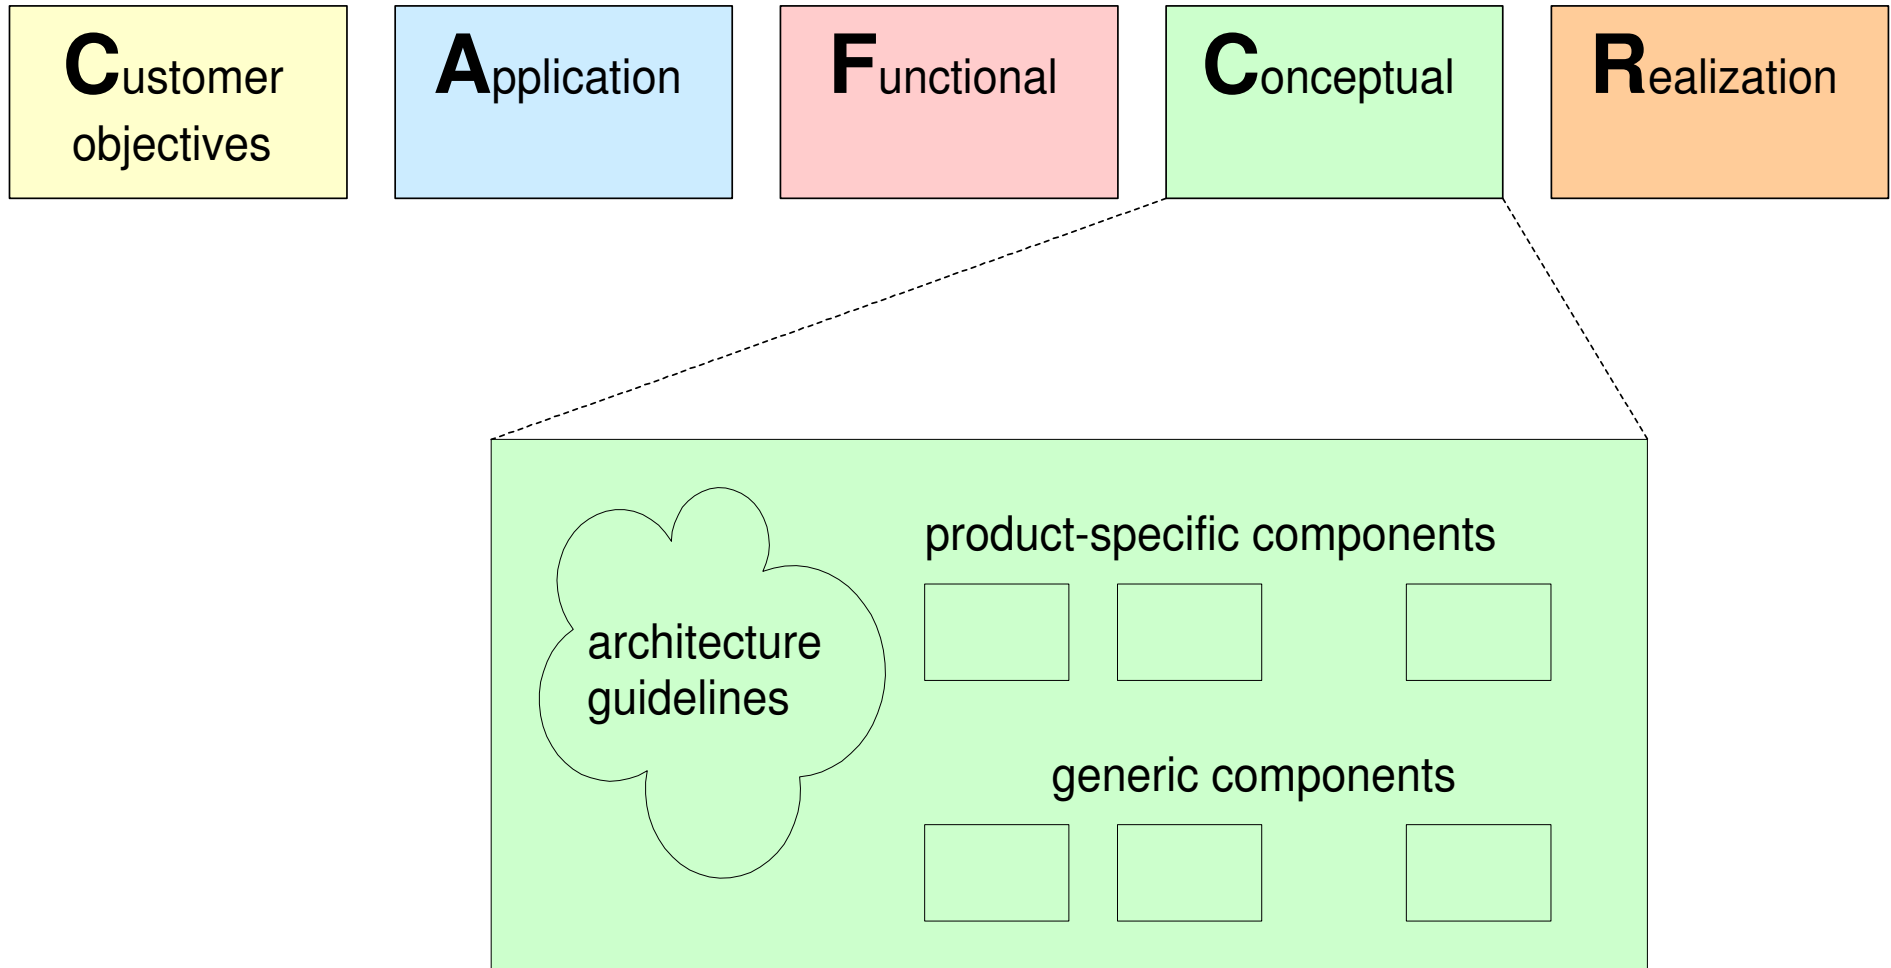 Customer
objectives
Application
Functional
Conceptual
Realization
architecture
guidelines
product-specific components
generic components